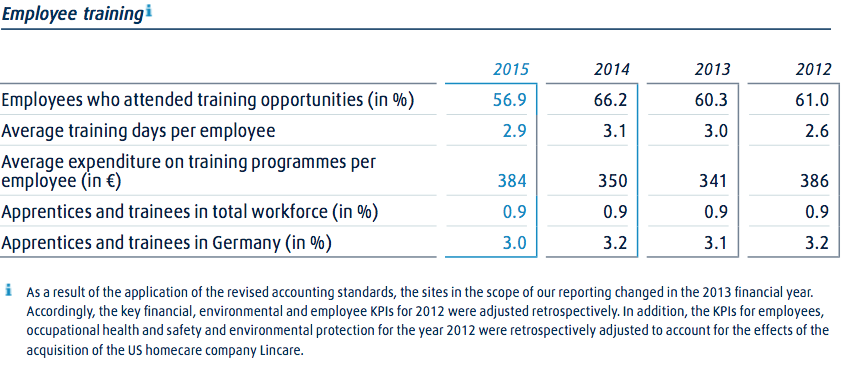 Employee training i
2015 2014 2013 2012
Employees who attended training opportunities (in %) 56.9 66.2 60.3 61.0
Average training days per employee 2.9 3.1 3.0 2.6
Average expenditure on training programmes per
employee (in €) 384 350 341 386
Apprentices and trainees in total workforce (in %) 0.9 0.9 0.9 0.9
Apprentices and trainees in Germany (in %) 3.0 3.2 3.1 3.2
i As a result of the application of the revised accounting standards, the sites in the scope of our reporting changed in the 2013 financial year.
Accordingly, the key financial, environmental and employee KPIs for 2012 were adjusted retrospectively. In addition, the KPIs for employees,
occupational health and safety and environmental protection for the year 2012 were retrospectively adjusted to account for the effects of the
acquisition of the US homecare company Lincare.